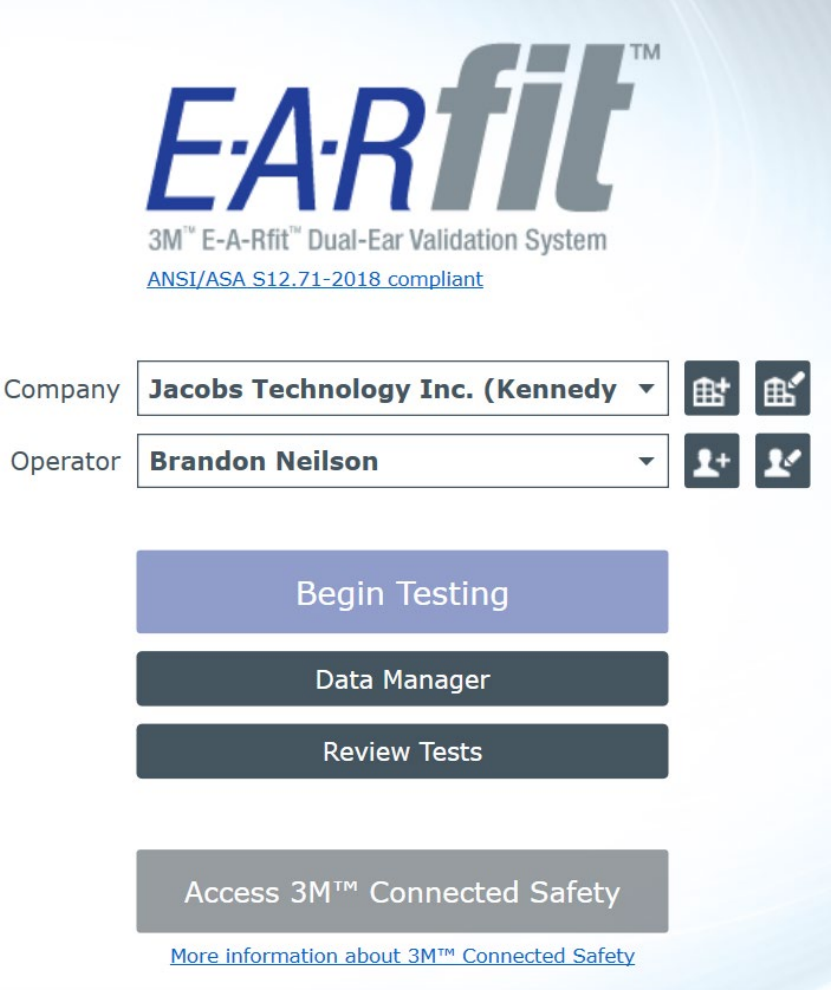 E·A·Rfit™
3M™ E-A-Rfit™ Dual-Ear Validation System
ANSI/ASA S12.71-2018 compliant
Company Jacobs Technology Inc. (Kennedy
Operator Brandon Neilson
Begin Testing
Data Manager
Review Tests
Access 3M™ Connected Safety
More information about 3M™ Connected Safety